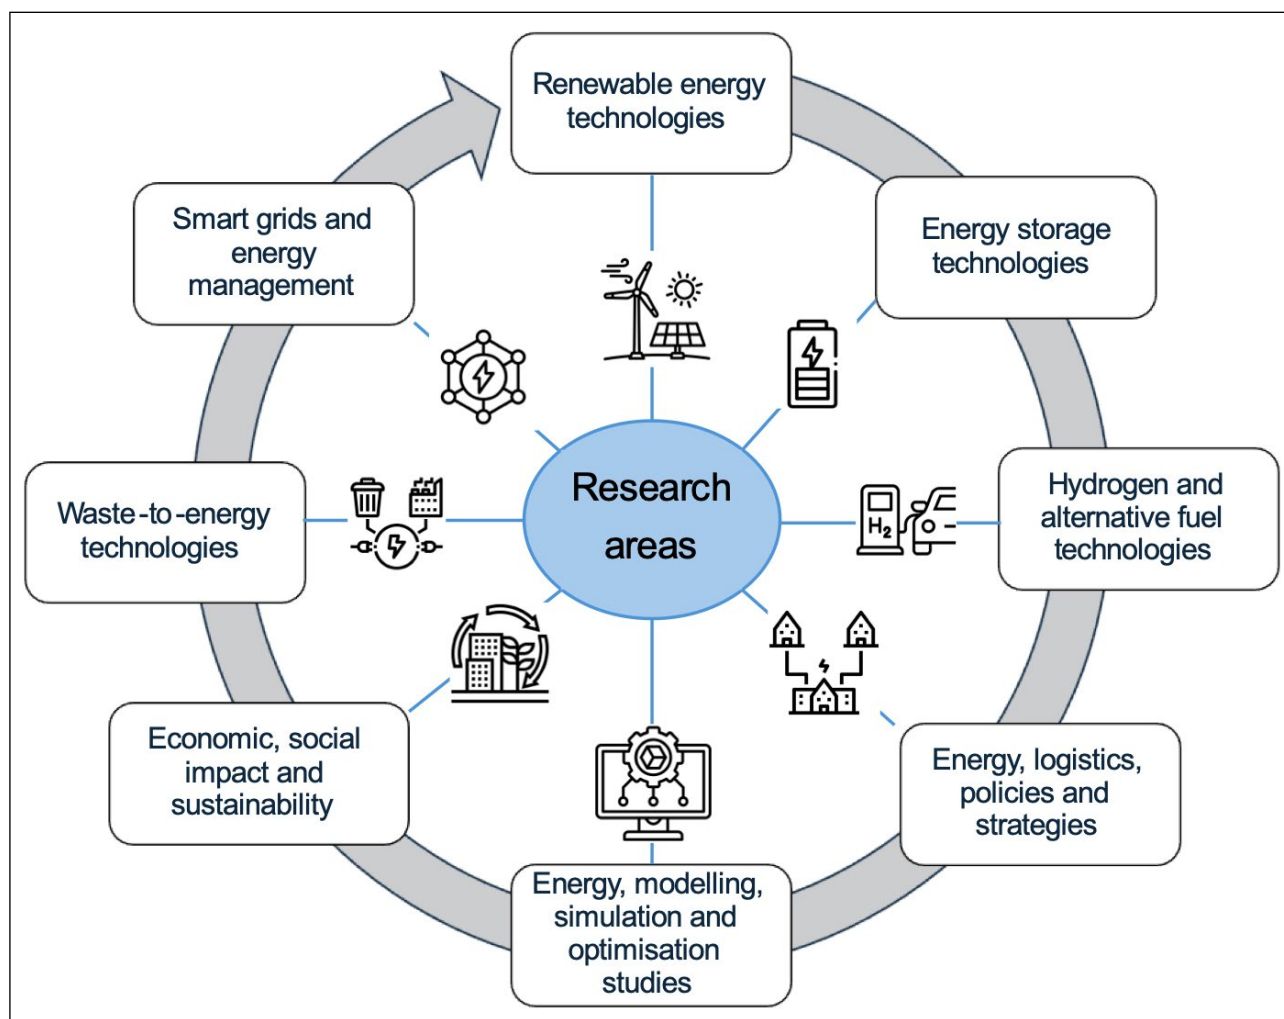 Renewable energy
technologies
Smart grids and
energy
management
Energy storage
technologies
Research
areas
Waste-to-energy
technologies
Hydrogen and
alternative fuel
technologies
H2
Economic, social
impact and
sustainability
Energy, logistics,
policies and
strategies
Energy, modelling,
simulation and
optimisation
studies